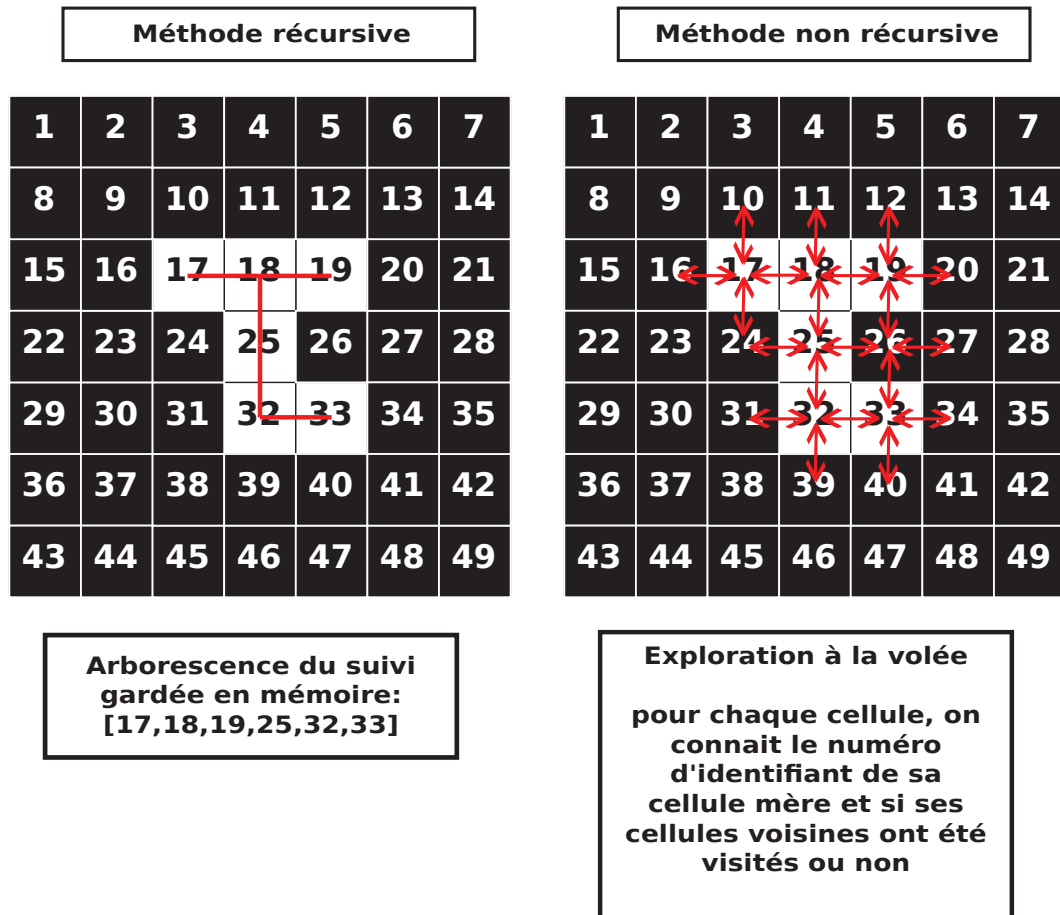 Méthode récursive
1 2 3 4 5 6 7
8 9 10 11 12 13 14
15 16 17 18 19 20 21
22 23 24 25 26 27 28
29 30 31 32 33 34 35
36 37 38 39 40 41 42
43 44 45 46 47 48 49
Arborescence du suivi
gardée en mémoire:
[17,18,19,25,32,33]
Méthode non récursive
1 2 3 4 5 6 7
8 9 10 11 12 13 14
15 16 17 18 19 20 21
22 23 24 25 26 27 28
29 30 31 32 33 34 35
36 37 38 39 40 41 42
43 44 45 46 47 48 49
Exploration à la volée
pour chaque cellule, on
connait le numéro
d'identifiant de sa
cellule mère et si ses
cellules voisines ont été
visités ou non